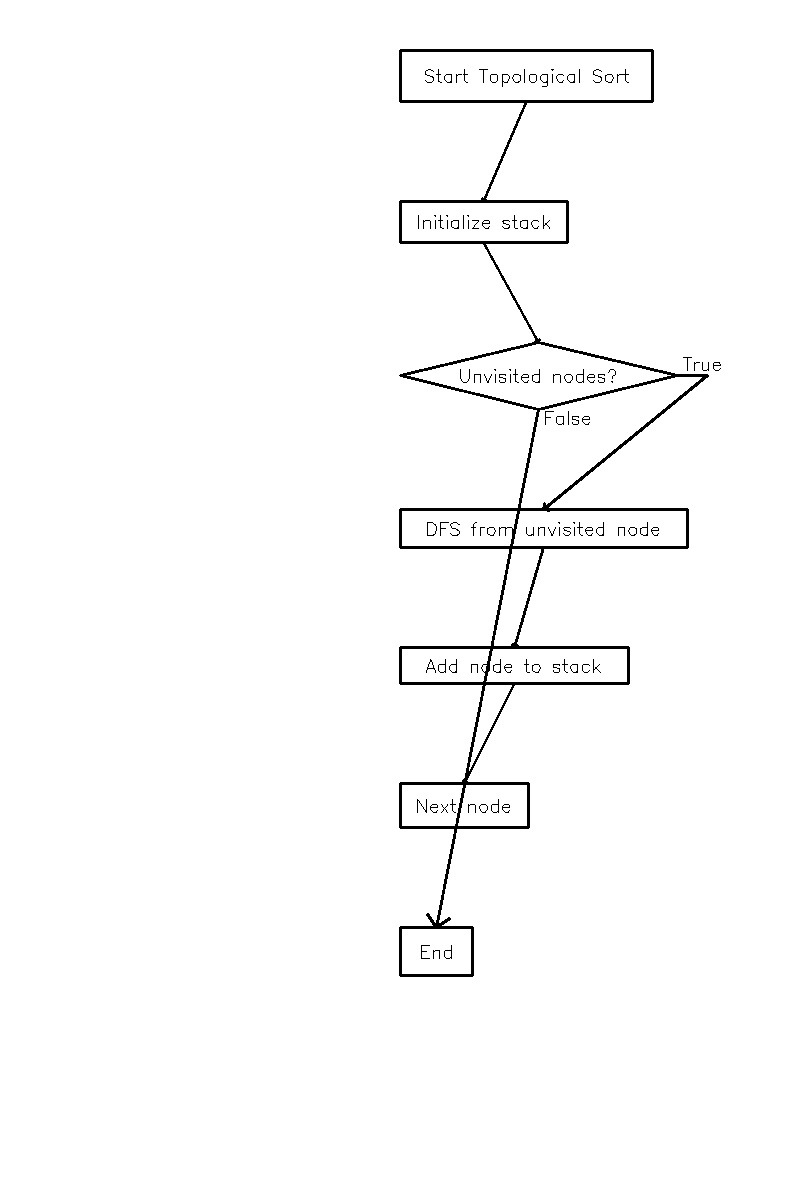 Start Topological Sort
Initialize stack
Unvisited nodes?
True
False
DFS from unvisited node
Add node to stack
Next node
End